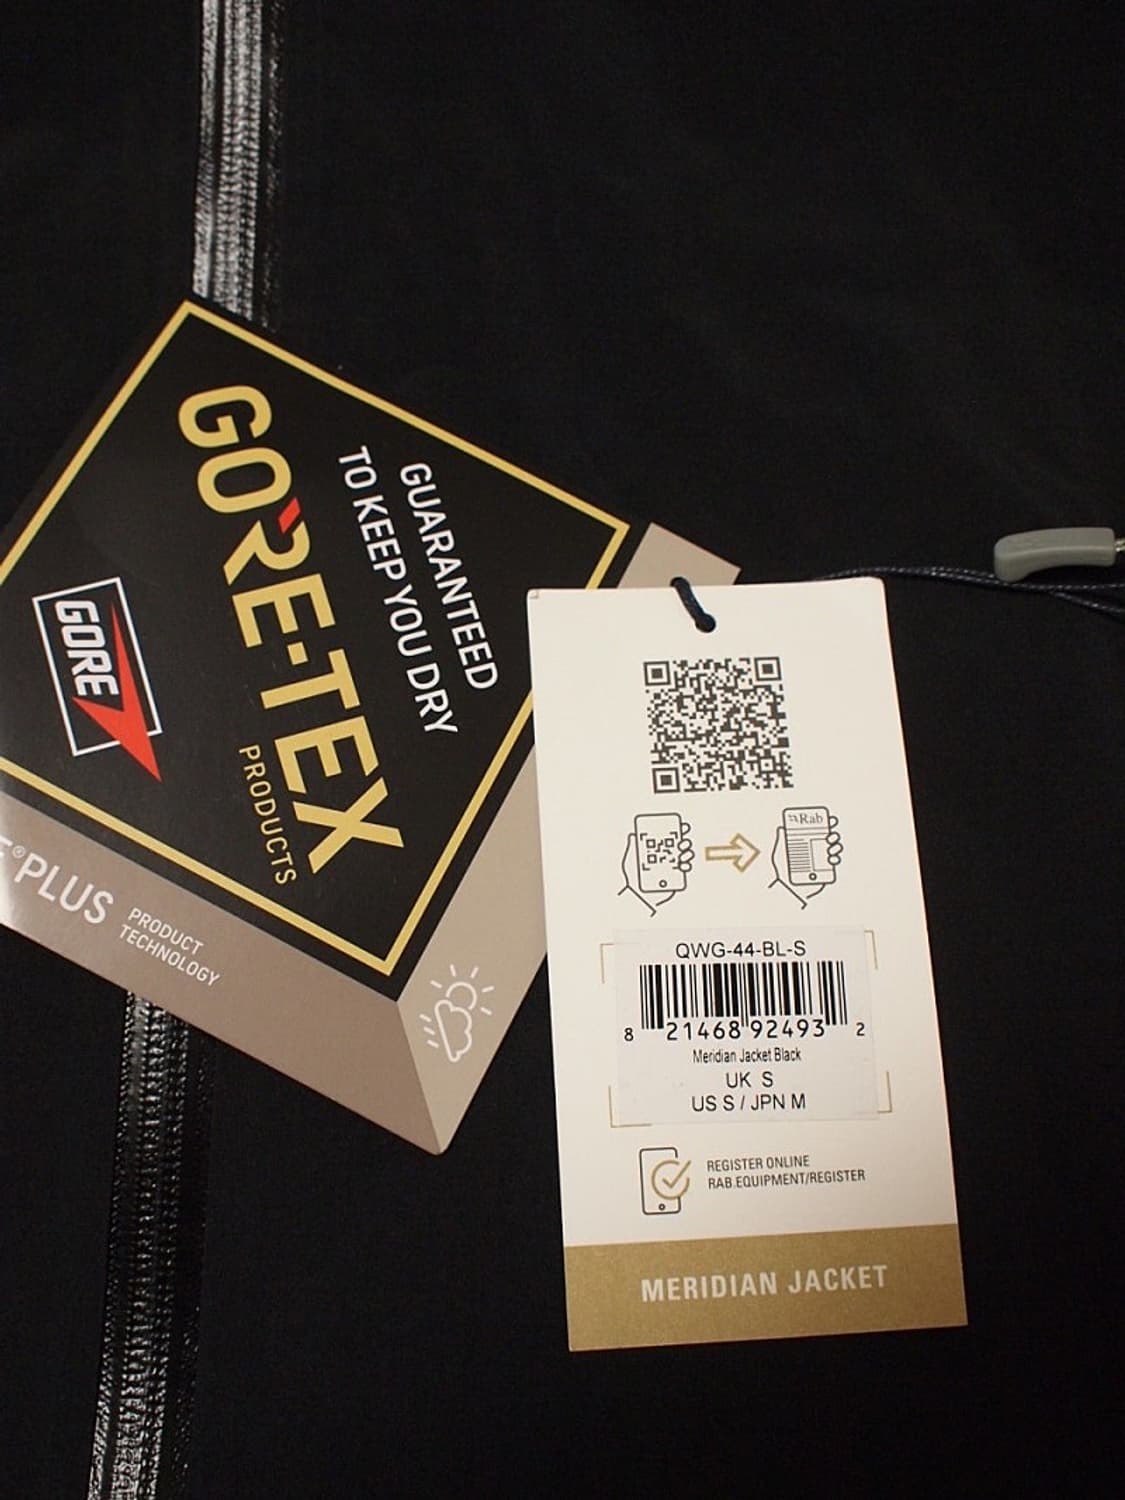 GORE-TEX
PRODUCTS
GUARANTEED
TO KEEP YOU DRY
GORE
®PLUS
PRODUCT
TECHNOLOGY
Rab
QWG-44-BL-S
8 21468 92493 2
Meridian Jacket Black
UK S
US S / JPN M
REGISTER ONLINE
RAB.EQUIPMENT/REGISTER
MERIDIAN JACKET